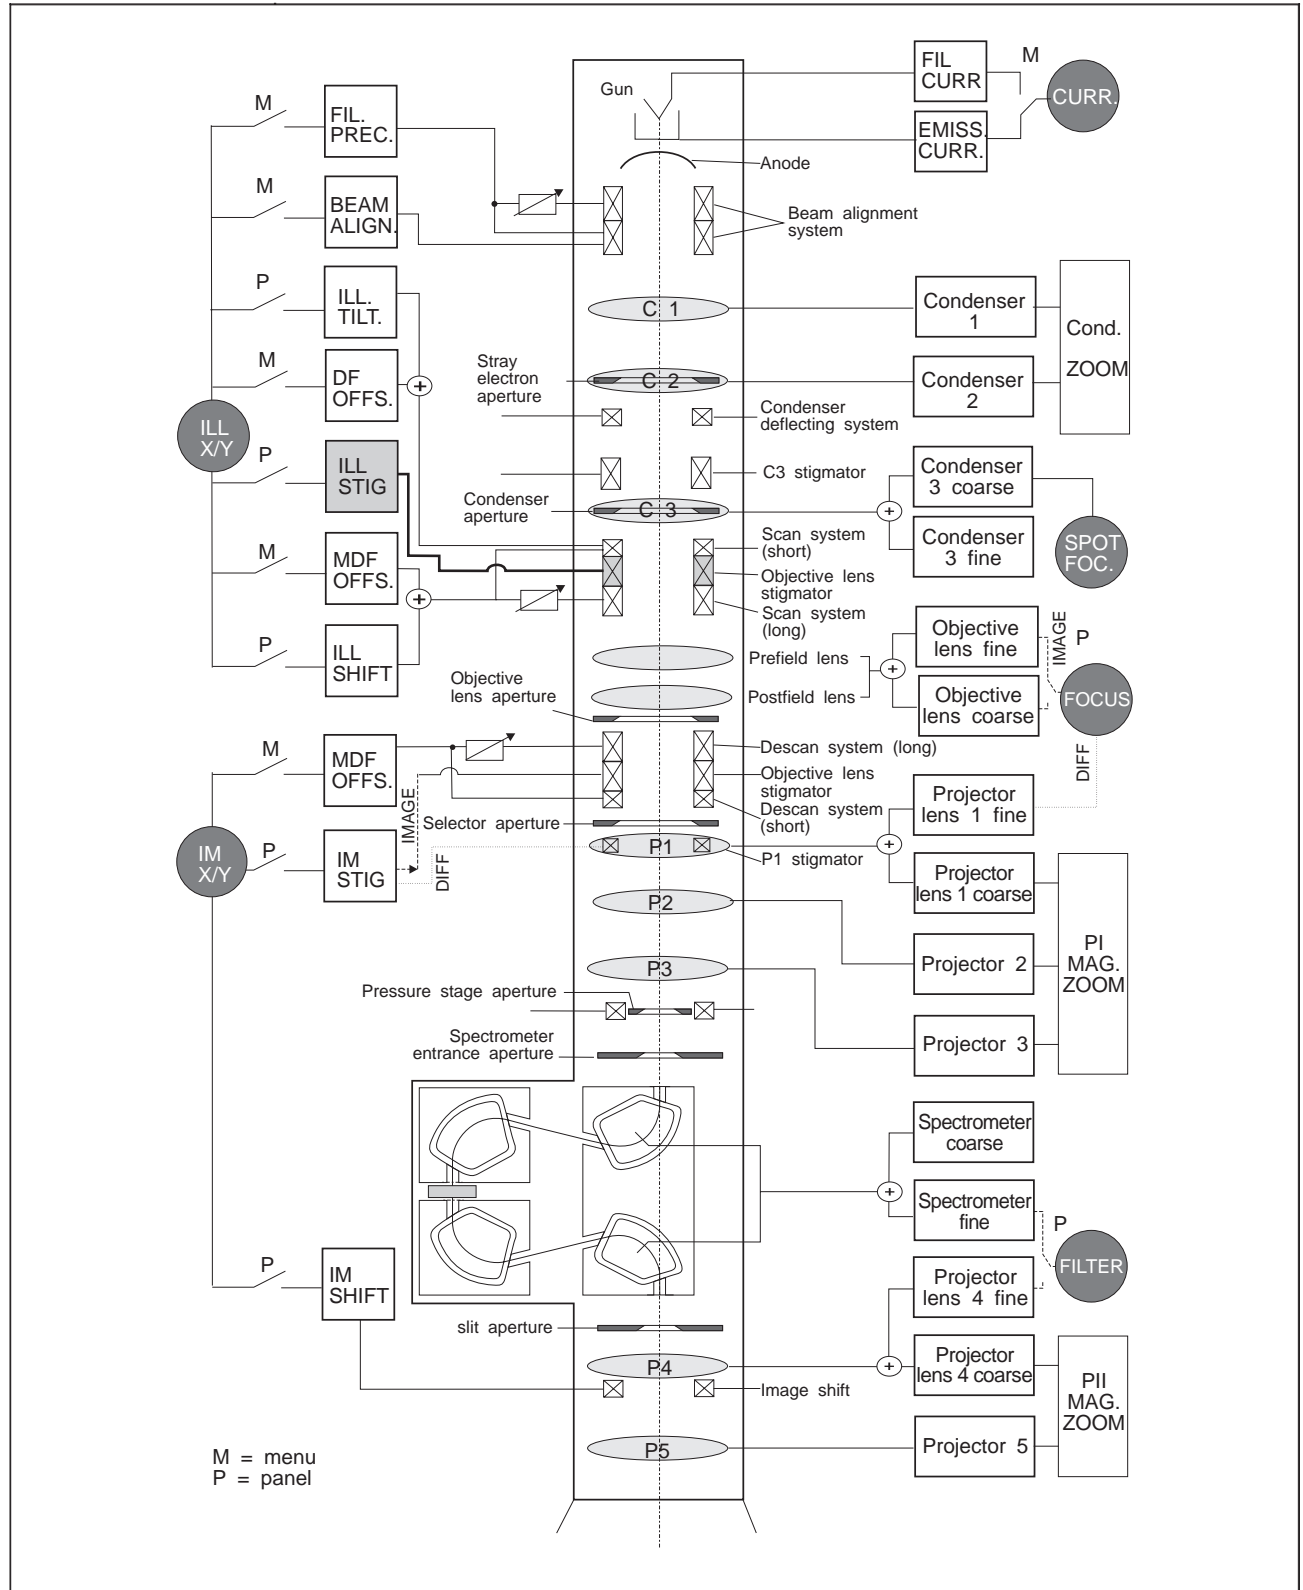 FIL
CURR
M
CURR.
EMISS.
CURR.
Gun
Anode
M
FIL.
PREC.
M
BEAM
ALIGN.
Beam alignment
system
P
ILL.
TILT.
C 1
Condenser
1
Cond.
ZOOM
M
DF
OFFS.
+
Stray
electron
aperture
C 2
Condenser
2
Condenser
deflecting system
ILL
X/Y
P
ILL
STIG
C3 stigmator
Condenser
3 coarse
Condenser
aperture
C 3
+
Condenser
3 fine
SPOT
FOC.
M
MDF
OFFS.
+
Scan system
(short)
Objective lens
stigmator
Scan system
(long)
P
ILL
SHIFT
Prefield lens
Postfield lens
+
Objective
lens fine
IMAGE
P
Objective
lens coarse
FOCUS
DIFF
Objective
lens aperture
M
MDF
OFFS.
IMAGE
Descan system (long)
Objective lens
stigmator
Descan system
(short)
Projector
lens 1 fine
Selector aperture
IM
X/Y
P
IM
STIG
DIFF
P1
P1 stigmator
+
Projector
lens 1 coarse
P2
Projector 2
PI
MAG.
ZOOM
P3
Projector 3
Pressure stage aperture
Spectrometer
entrance aperture
Spectrometer
coarse
+
Spectrometer
fine
P
FILTER
P
IM
SHIFT
Projector
lens 4 fine
slit aperture
P4
+
Projector
lens 4 coarse
PII
MAG.
ZOOM
Image shift
P5
Projector 5
M = menu
P = panel